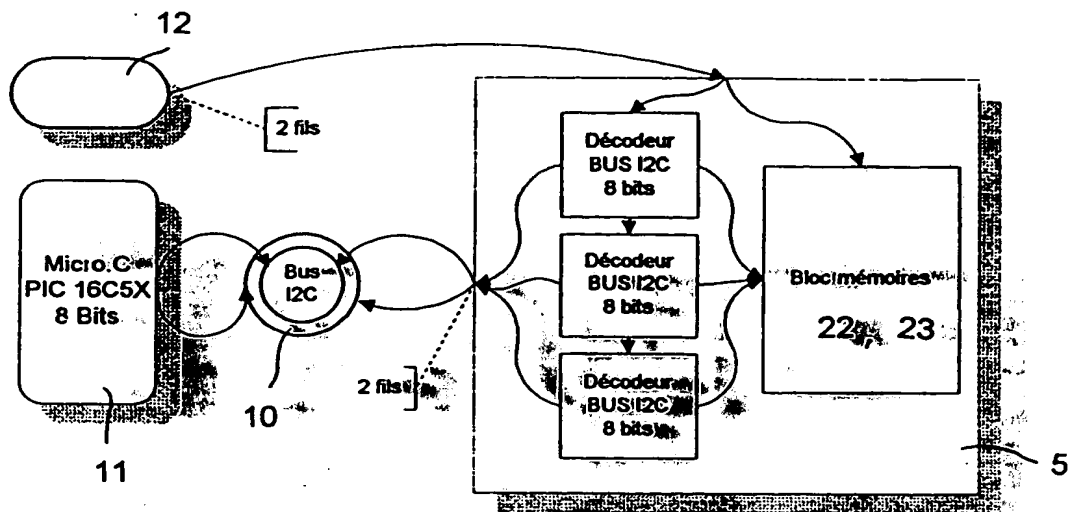 12
2 fils
Décodeur
BUS I2C
8 bits
Micro.C
PIC 16C5X
8 Bits
Bus
I2C
Décodeur
BUS I2C
8 bits
Bloc mémoires
22, 23
2 fils
10
Décodeur
BUS I2C
8 bits
11
5